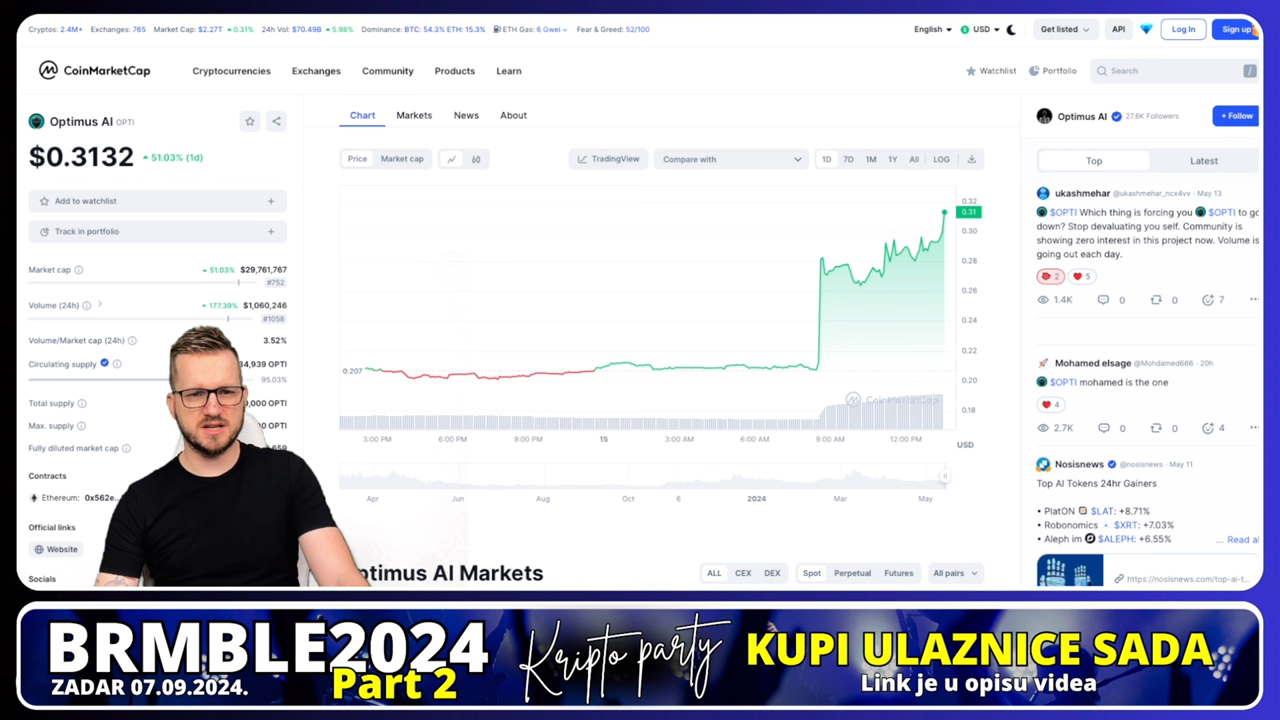 Cryptos: 2.4M+ Exchanges: 765 Market Cap: $2.27T 0.31% 24h Vol: $70.49B 5.98% Dominance: BTC: 54.3% ETH: 15.3% ETH Gas: 6 Gwei Fear & Greed: 52/100
English USD Get listed API Log In Sign up
CoinMarketCap Cryptocurrencies Exchanges Community Products Learn Watchlist Portfolio Search /
Optimus AI OPTI
$0.3132 51.03% (1d)
Add to watchlist +
Track in portfolio +
Market cap 51.03% $29,761,767
#752
Volume (24h) 177.39% $1,060,246
#1058
Volume/Market cap (24h) 3.52%
Circulating supply 34,939 OPTI
95.03%
Total supply ,000 OPTI
Max. supply 0 OPTI
Fully diluted market cap 659
Contracts
Ethereum: 0x562e...
Official links
Website
Socials
Chart Markets News About
Price Market cap TradingView Compare with 1D 7D 1M 1Y All LOG
0.32
0.31
0.30
0.28
0.26
0.24
0.22
0.207
0.20
0.18
CoinMarketCap
3:00 PM 6:00 PM 9:00 PM 15 3:00 AM 6:00 AM 9:00 AM 12:00 PM USD
Apr Jun Aug Oct 6 2024 Mar May
ptimus AI Markets ALL CEX DEX Spot Perpetual Futures All pairs
Optimus AI 27.6K Followers + Follow
Top Latest
ukashmehar @ukashmehar_ncx4vv · May 13
$OPTI Which thing is forcing you $OPTI to go
down? Stop devaluating you self. Community is
showing zero interest in this project now. Volume is
going out each day.
2 5
1.4K 0 0 7
Mohamed elsage @Mohdamed666 · 20h
$OPTI mohamed is the one
4
2.7K 0 0 4
Nosisnews @nosisnews · May 11
Top AI Tokens 24hr Gainers
• PlatON $LAT: +8.71%
• Robonomics $XRT: +7.03%
• Aleph im $ALEPH: +6.55% ... Read al
https://nosisnews.com/top-ai-t...
BRMBLE2024
Part 2
ZADAR 07.09.2024.
Kripto party
KUPI ULAZNICE SADA
Link je u opisu videa